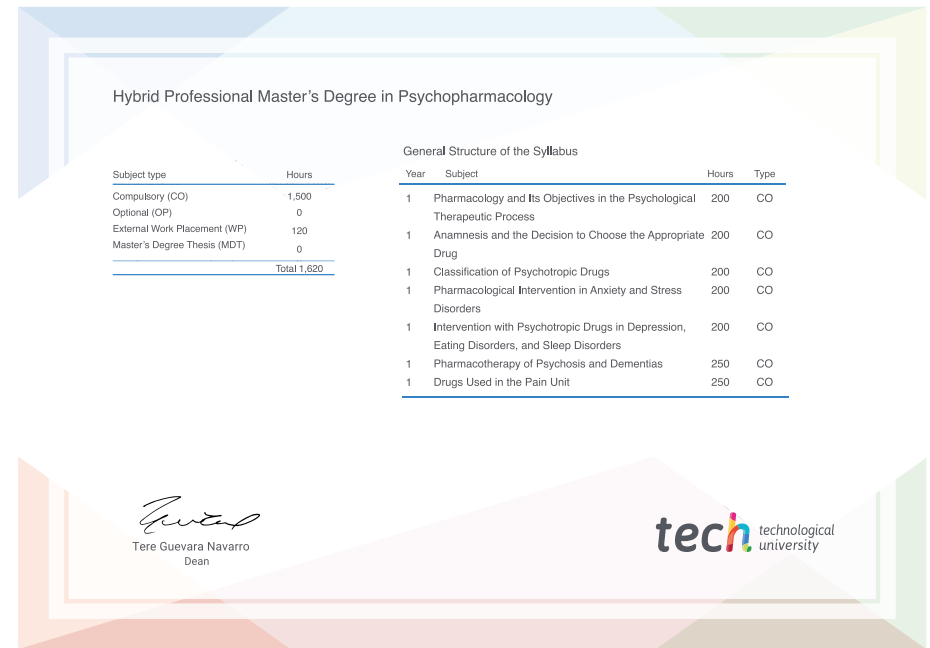 Hybrid Professional Master's Degree in Psychopharmacology
Subject type Hours
Compulsory (CO) 1,500
Optional (OP) 0
External Work Placement (WP) 120
Master's Degree Thesis (MDT) 0
Total 1,620
General Structure of the Syllabus
Year Subject Hours Type
1 Pharmacology and Its Objectives in the Psychological 200 CO
Therapeutic Process
1 Anamnesis and the Decision to Choose the Appropriate 200 CO
Drug
1 Classification of Psychotropic Drugs 200 CO
1 Pharmacological Intervention in Anxiety and Stress 200 CO
Disorders
1 Intervention with Psychotropic Drugs in Depression, 200 CO
Eating Disorders, and Sleep Disorders
1 Pharmacotherapy of Psychosis and Dementias 250 CO
1 Drugs Used in the Pain Unit 250 CO
Tere Guevara Navarro
Dean
tech technological
university